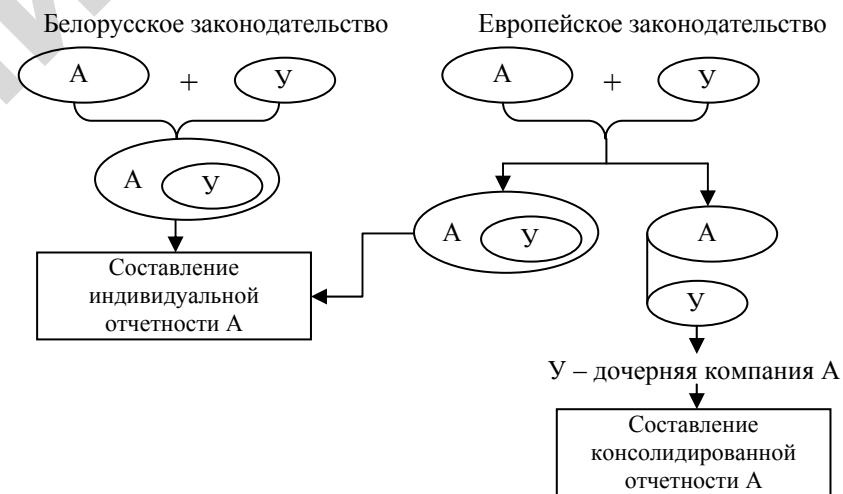 Белорусское законодательство
Европейское законодательство
А + У
А + У
А У
А У
А
У
Составление
индивидуальной
отчетности А
У – дочерняя компания А
Составление
консолидированной
отчетности А